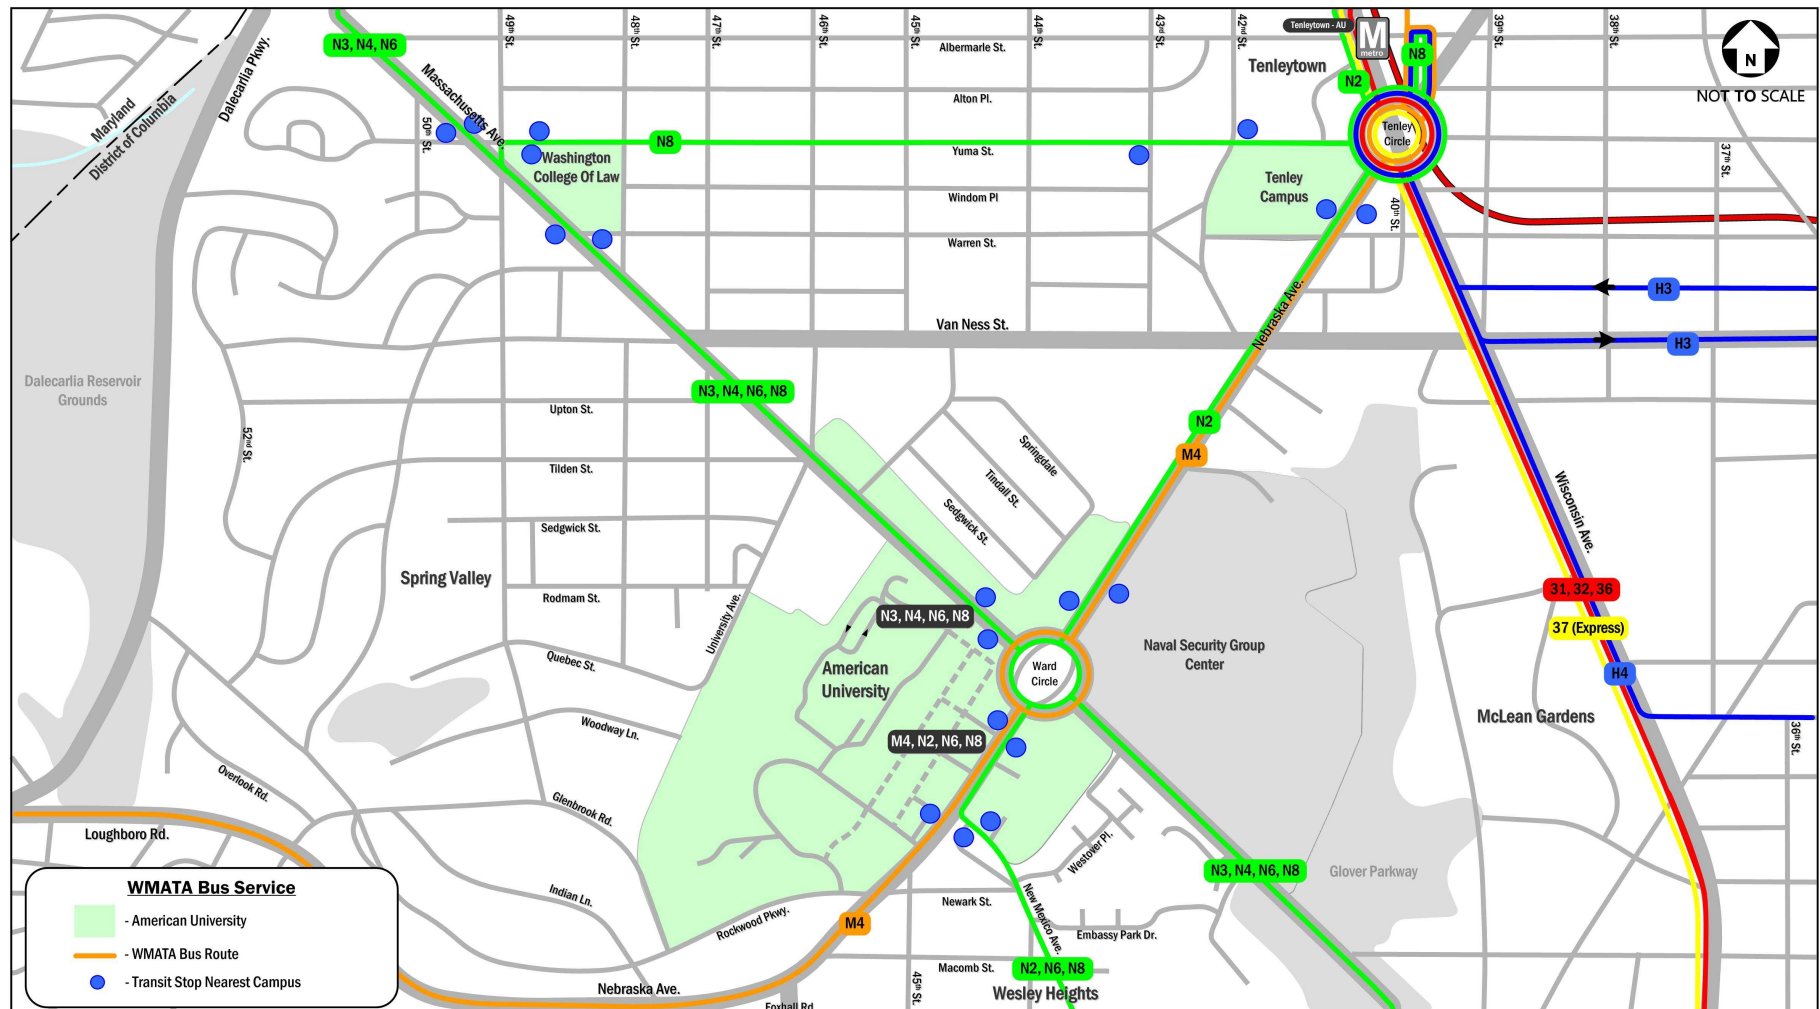 49th St.
48th St.
47th St.
46th St.
45th St.
44th St.
43rd St.
42nd St.
39th St.
38th St.
Tenleytown - AU
M
metro
N8
N2
N
NOT TO SCALE
N3, N4, N6
Albermarle St.
Tenleytown
Dalecarlia Pkwy.
Massachusetts Ave.
Alton Pl.
Maryland
District of Columbia
50th St.
N8
Yuma St.
Tenley
Circle
37th St.
Washington
College Of Law
Tenley
Campus
Windom Pl
40th St.
Warren St.
H3
Nebraska Ave.
Van Ness St.
H3
Dalecarlia Reservoir
Grounds
N3, N4, N6, N8
Upton St.
N2
52nd St.
M4
Springdale
Tilden St.
Tindall St.
Sedgwick St.
Sedgwick St.
Wisconsin Ave.
Spring Valley
Rodmam St.
31, 32, 36
University Ave.
N3, N4, N6, N8
37 (Express)
Quebec St.
American
University
Ward
Circle
Naval Security Group
Center
H4
McLean Gardens
36th St.
Woodway Ln.
M4, N2, N6, N8
Overlook Rd.
Glenbrook Rd.
Loughboro Rd.
Westover Pl.
N3, N4, N6, N8
Glover Parkway
WMATA Bus Service
- American University
- WMATA Bus Route
- Transit Stop Nearest Campus
Indian Ln.
Newark St.
New Mexico Ave.
Rockwood Pkwy.
M4
Embassy Park Dr.
Macomb St.
N2, N6, N8
Nebraska Ave.
45th St.
Wesley Heights
Foxhall Rd.